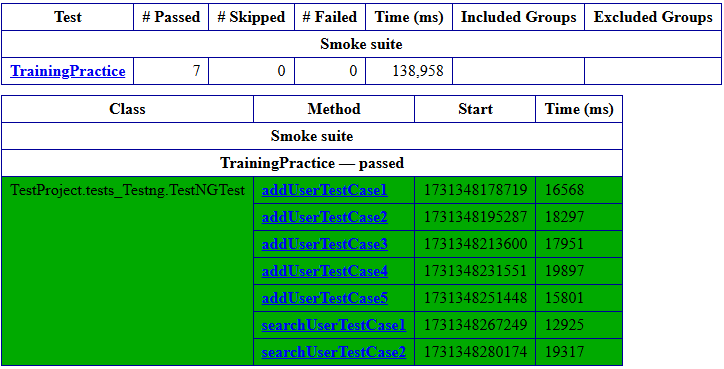 Test # Passed # Skipped # Failed Time (ms) Included Groups Excluded Groups
Smoke suite
TrainingPractice 7 0 0 138,958
Class Method Start Time (ms)
Smoke suite
TrainingPractice — passed
TestProject.tests_Testng.TestNGTest addUserTestCase1 1731348178719 16568
addUserTestCase2 1731348195287 18297
addUserTestCase3 1731348213600 17951
addUserTestCase4 1731348231551 19897
addUserTestCase5 1731348251448 15801
searchUserTestCase1 1731348267249 12925
searchUserTestCase2 1731348280174 19317